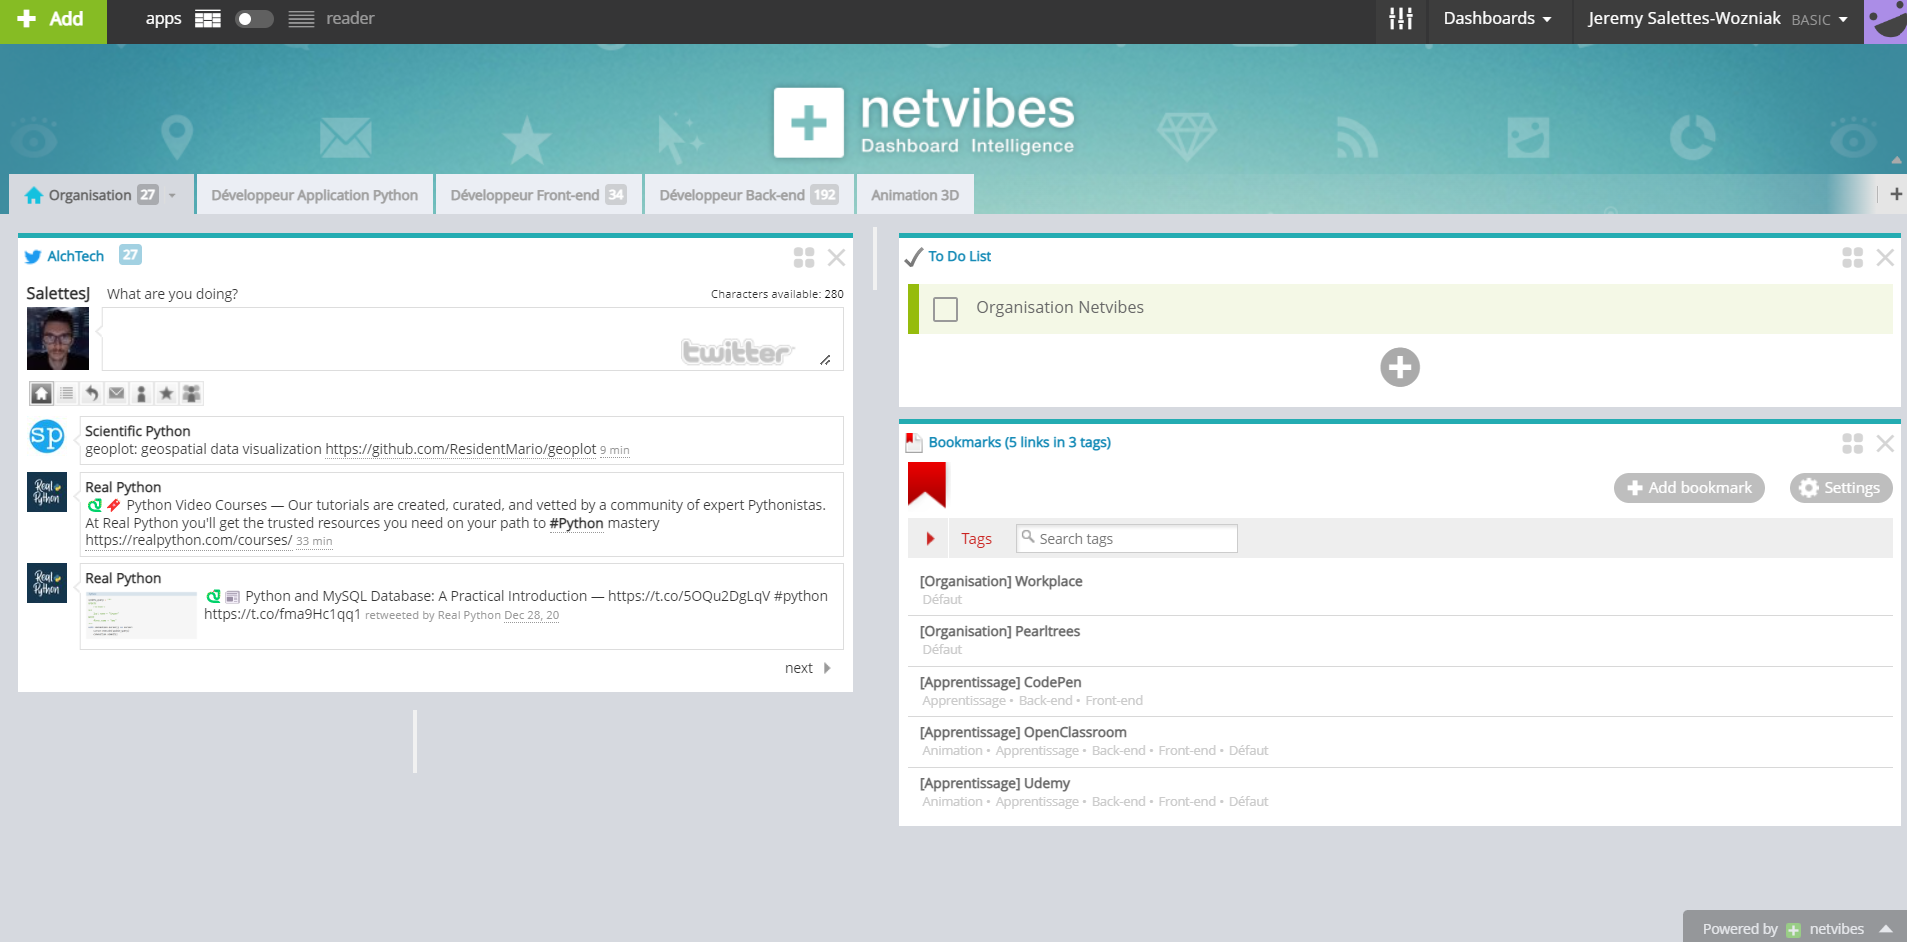 Add
apps
reader
Dashboards
Jeremy Salettes-Wozniak BASIC
netvibes
Dashboard Intelligence
Organisation 27
Développeur Application Python
Développeur Front-end 34
Développeur Back-end 192
Animation 3D
AlchTech 27
SalettesJ What are you doing?
Characters available: 280
twitter
sp
Scientific Python
geoplot: geospatial data visualization https://github.com/ResidentMario/geoplot 9 min
Real Python
Real Python
Python Video Courses — Our tutorials are created, curated, and vetted by a community of expert Pythonistas.
At Real Python you'll get the trusted resources you need on your path to #Python mastery
https://realpython.com/courses/ 33 min
Real Python
Real Python
Python and MySQL Database: A Practical Introduction — https://t.co/5OQu2DgLqV #python
https://t.co/fma9Hc1qq1 retweeted by Real Python Dec 28, 20
next
To Do List
Organisation Netvibes
Bookmarks (5 links in 3 tags)
Add bookmark
Settings
Tags
Search tags
[Organisation] Workplace
Défaut
[Organisation] Pearltrees
Défaut
[Apprentissage] CodePen
Apprentissage • Back-end • Front-end
[Apprentissage] OpenClassroom
Animation • Apprentissage • Back-end • Front-end • Défaut
[Apprentissage] Udemy
Animation • Apprentissage • Back-end • Front-end • Défaut
Powered by netvibes